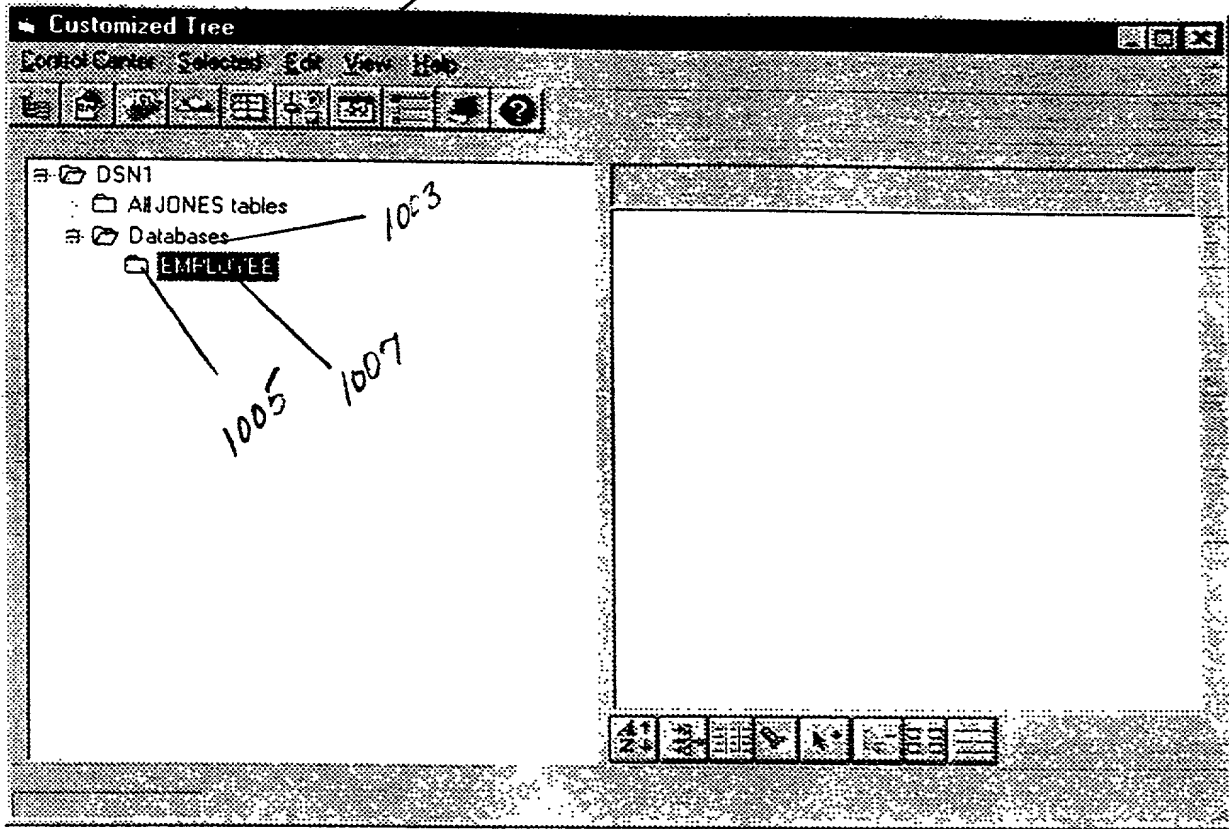 Customized Tree
Control Center Selected Edit View Help
DSN1
All JONES tables
Databases
EMPLOYEE
1003
1005
1007